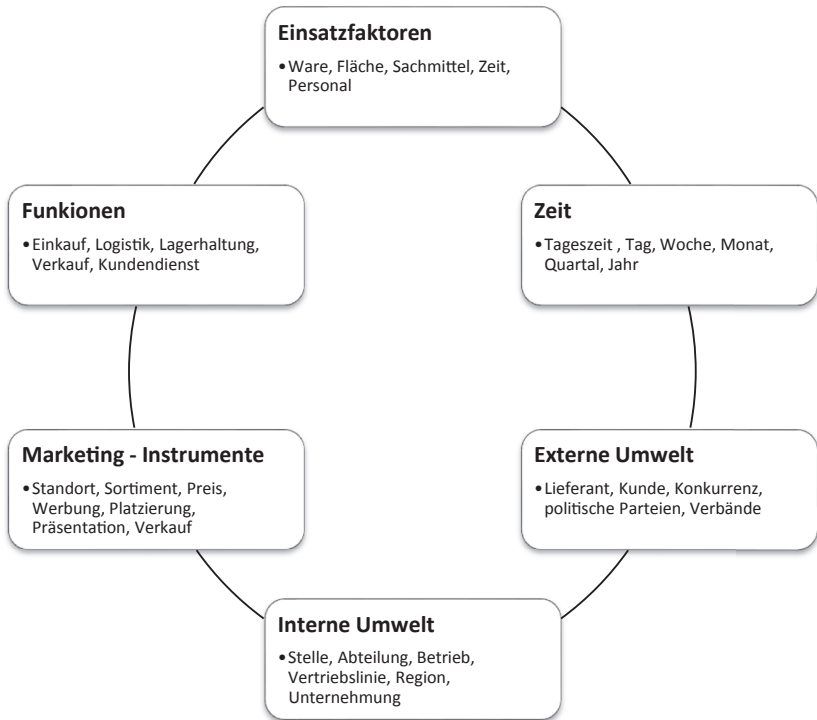 Einsatzfaktoren
•Ware, Fläche, Sachmittel, Zeit,
Personal
Zeit
•Tageszeit , Tag, Woche, Monat,
Quartal, Jahr
Externe Umwelt
•Lieferant, Kunde, Konkurrenz,
politische Parteien, Verbände
Interne Umwelt
•Stelle, Abteilung, Betrieb,
Vertriebslinie, Region,
Unternehmung
Marketing - Instrumente
•Standort, Sortiment, Preis,
Werbung, Platzierung,
Präsentation, Verkauf
Funkionen
•Einkauf, Logistik, Lagerhaltung,
Verkauf, Kundendienst